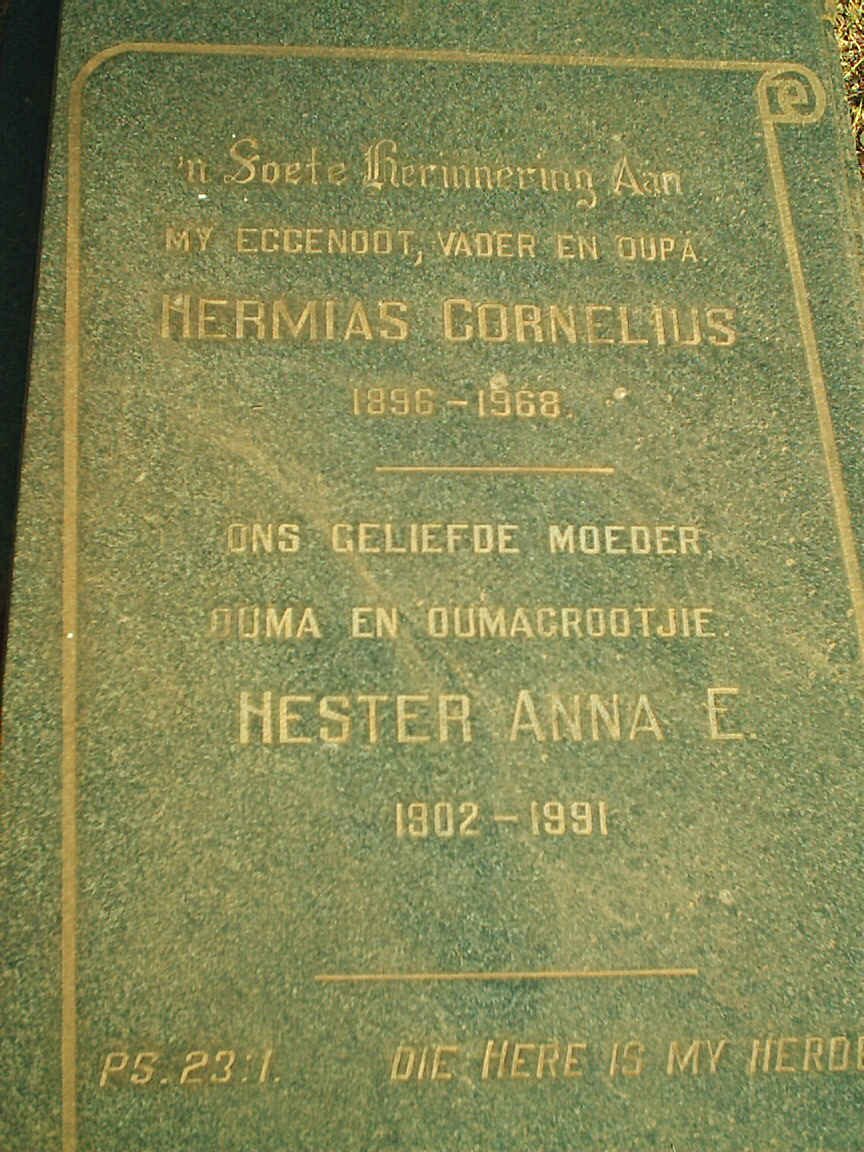 'n Soete Herinnering Aan
MY EGGENOOT, VADER EN OUPA.
HERMIAS CORNELIUS
1896 – 1968.
ONS GELIEFDE MOEDER,
OUMA EN OUMAGROOTJIE.
HESTER ANNA E.
1902 – 1991
PS. 23:1. DIE HERE IS MY